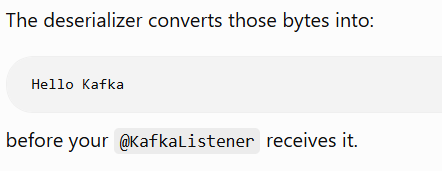 The deserializer converts those bytes into:
Hello Kafka
before your @KafkaListener receives it.